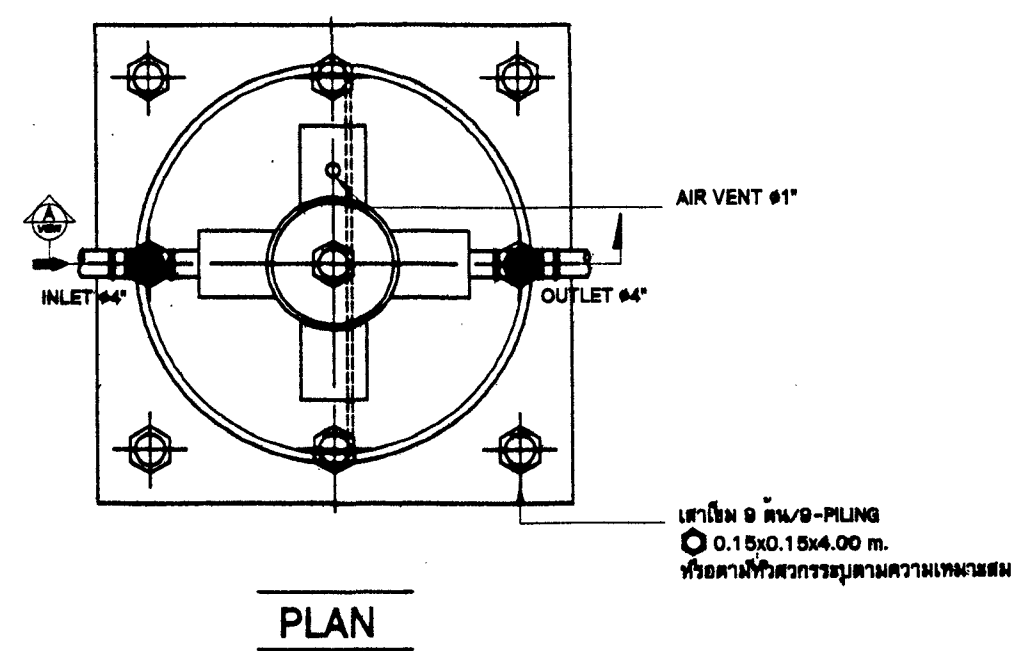 AIR VENT ø1"
A
VIEW
INLET ø4"
OUTLET ø4"
เสาเข็ม 9 ต้น/9-PILING
0.15x0.15x4.00 m.
หรือตามที่วิศวกรระบุตามความเหมาะสม
PLAN